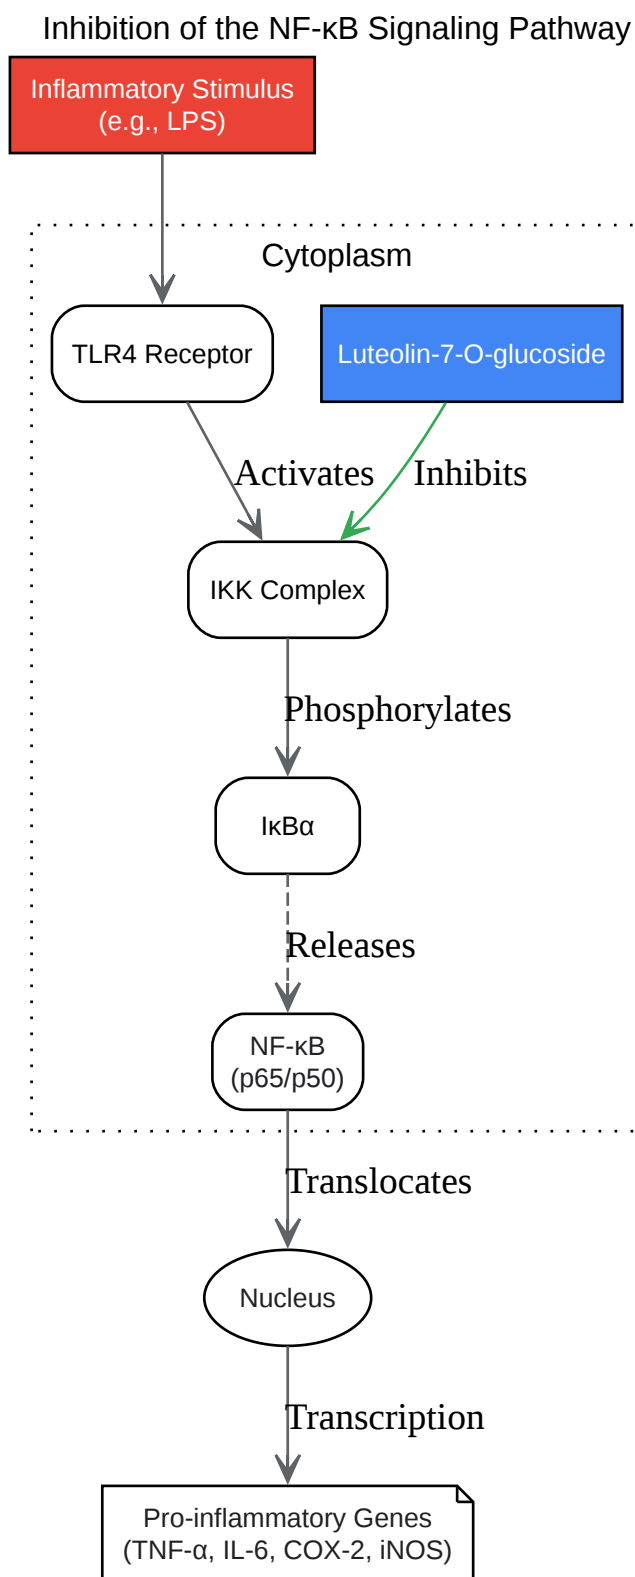 Inhibition of the NF-κB Signaling Pathway
Inflammatory Stimulus
(e.g., LPS)
Cytoplasm
TLR4 Receptor
Luteolin-7-O-glucoside
Activates
Inhibits
IKK Complex
Phosphorylates
IκBα
Releases
NF-κB
(p65/p50)
Translocates
Nucleus
Transcription
Pro-inflammatory Genes
(TNF-α, IL-6, COX-2, iNOS)